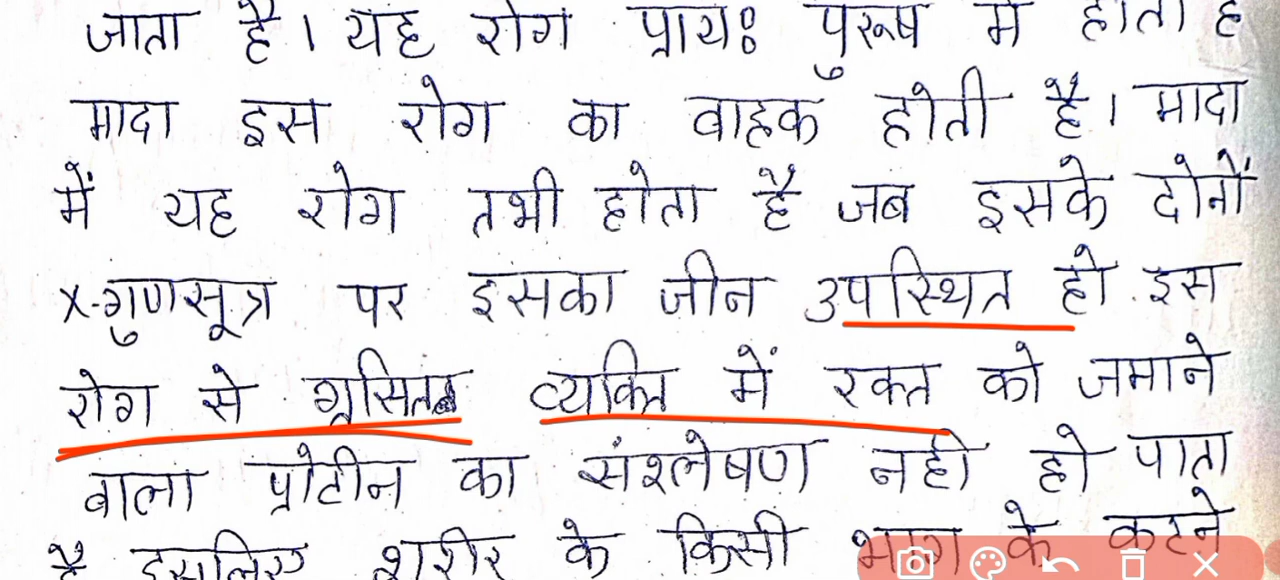 जाता है। यह रोग प्रायः पुरूष में होता है
मादा इस रोग का वाहक होती है। मादा
में यह रोग तभी होता है जब इसके दोनों
X-गुणसूत्र पर इसका जीन उपस्थित हो इस
रोग से ग्रसित व्यक्ति में रक्त को जमाने
वाला प्रोटीन का संश्लेषण नही हो पाता
है इसलिए शरीर के किसी भाग के कटने